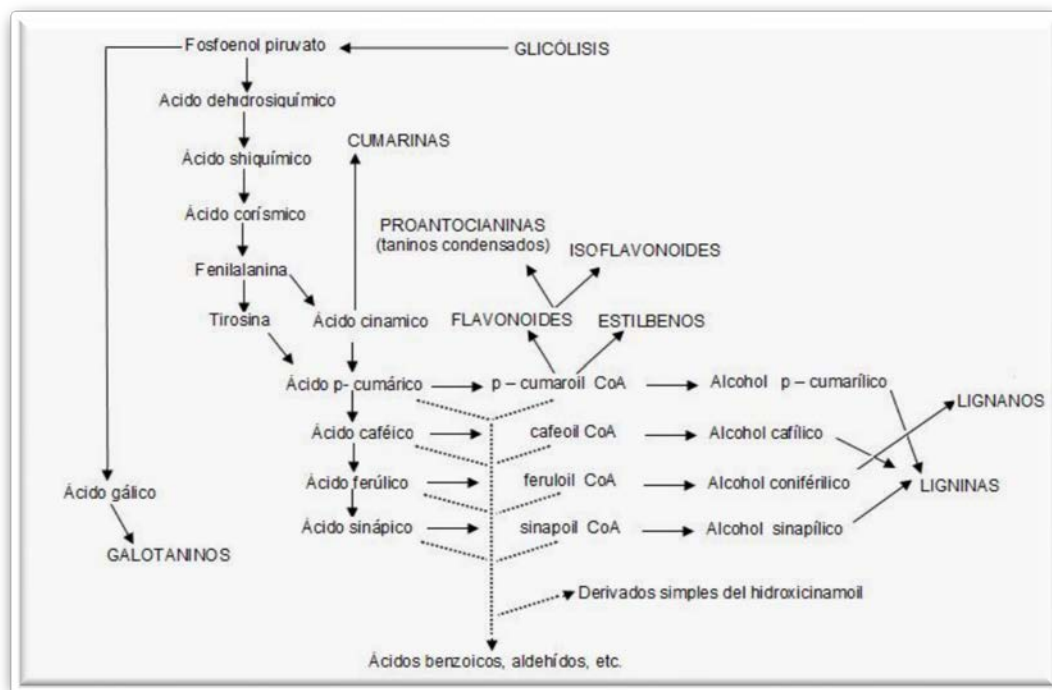 Fosfoenol piruvato
GLICÓLISIS
Acido dehidrosiquímico
CUMARINAS
Ácido shiquímico
Ácido corísmico
PROANTOCIANINAS
(taninos condensados)
ISOFLAVONOIDES
Fenilalanina
Tirosina
Ácido cinamico
FLAVONOIDES
ESTILBENOS
Ácido p- cumárico
p – cumaroil CoA
Alcohol p – cumarílico
LIGNANOS
Ácido caféico
cafeoil CoA
Alcohol cafílico
Ácido gálico
Ácido ferúlico
feruloil CoA
Alcohol coniférilico
LIGNINAS
Ácido sinápico
sinapoil CoA
Alcohol sinapílico
GALOTANINOS
Derivados simples del hidroxicinamoil
Ácidos benzoicos, aldehídos, etc.